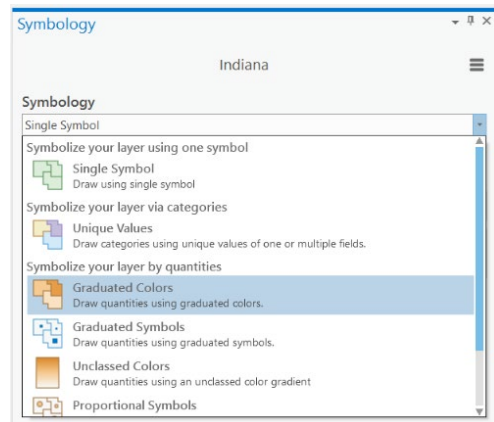 Symbology
Indiana
Symbology
Single Symbol
Symbolize your layer using one symbol
Single Symbol
Draw using single symbol
Symbolize your layer via categories
Unique Values
Draw categories using unique values of one or multiple fields.
Symbolize your layer by quantities
Graduated Colors
Draw quantities using graduated colors.
Graduated Symbols
Draw quantities using graduated symbols.
Unclassed Colors
Draw quantities using an unclassed color gradient
Proportional Symbols